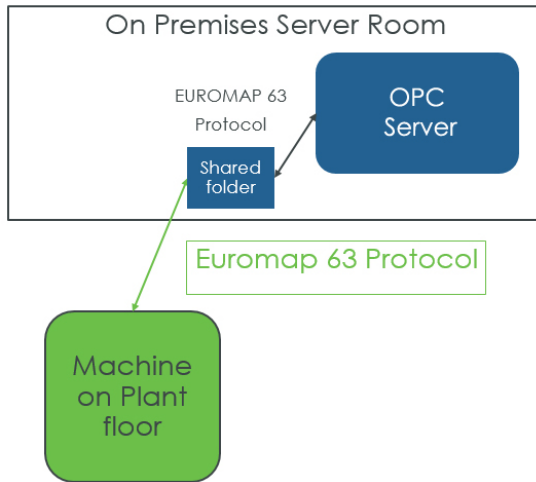 On Premises Server Room
EUROMAP 63
Protocol
OPC
Server
Shared
folder
Euromap 63 Protocol
Machine
on Plant
floor